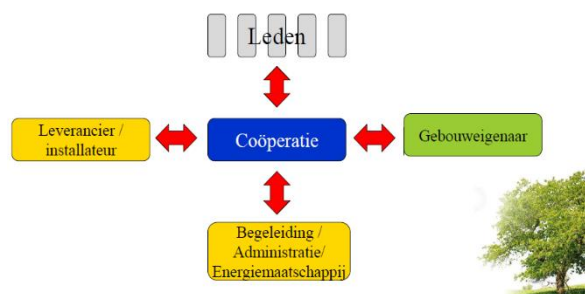 Leden
Leverancier /
installateur
Coöperatie
Gebouweigenaar
Begeleiding /
Administratie/
Energiemaatschappij